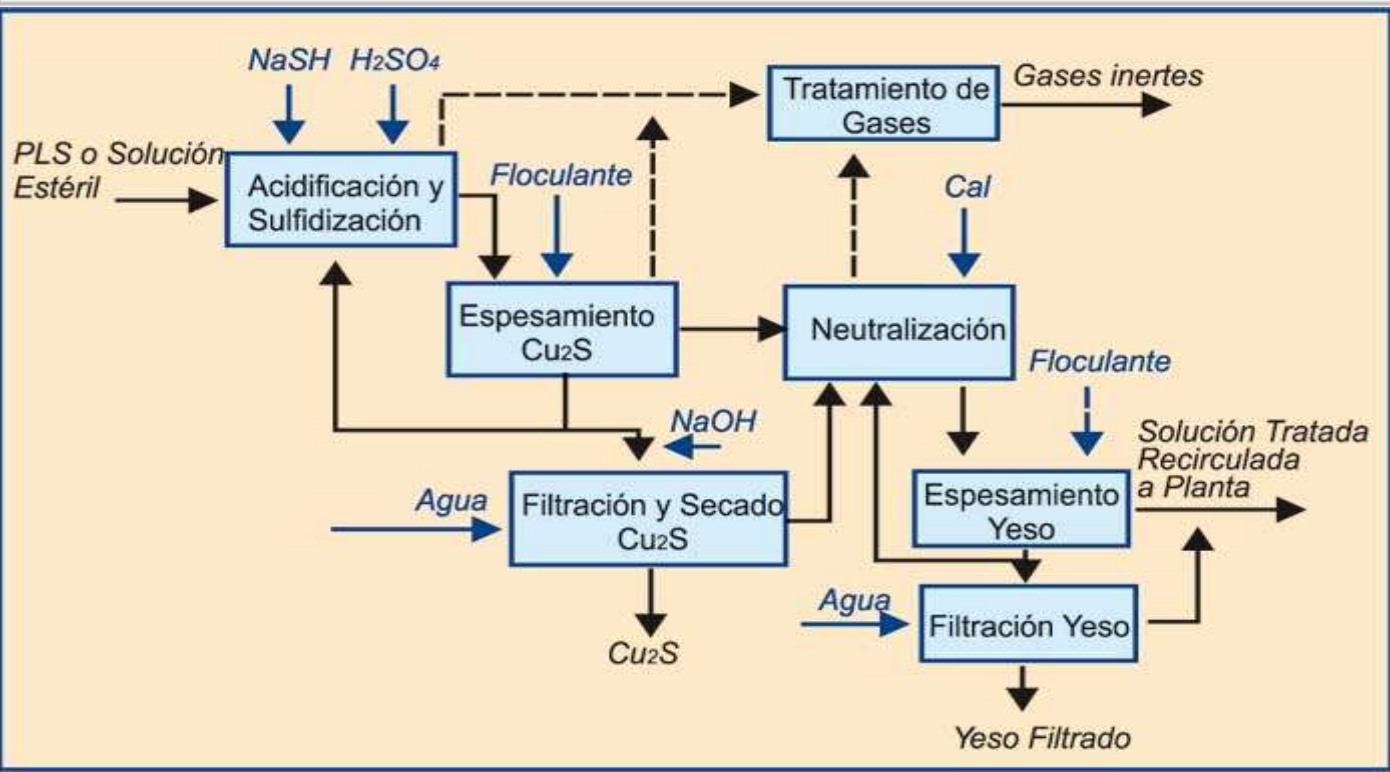 NaSH H2SO4
Tratamiento de
Gases
Gases inertes
PLS o Solución
Estéril
Acidificación y
Sulfidización
Floculante
Cal
Espesamiento
Cu2S
Neutralización
Floculante
NaOH
Solución Tratada
Recirculada
a Planta
Agua
Filtración y Secado
Cu2S
Espesamiento
Yeso
Agua
Filtración Yeso
Cu2S
Yeso Filtrado